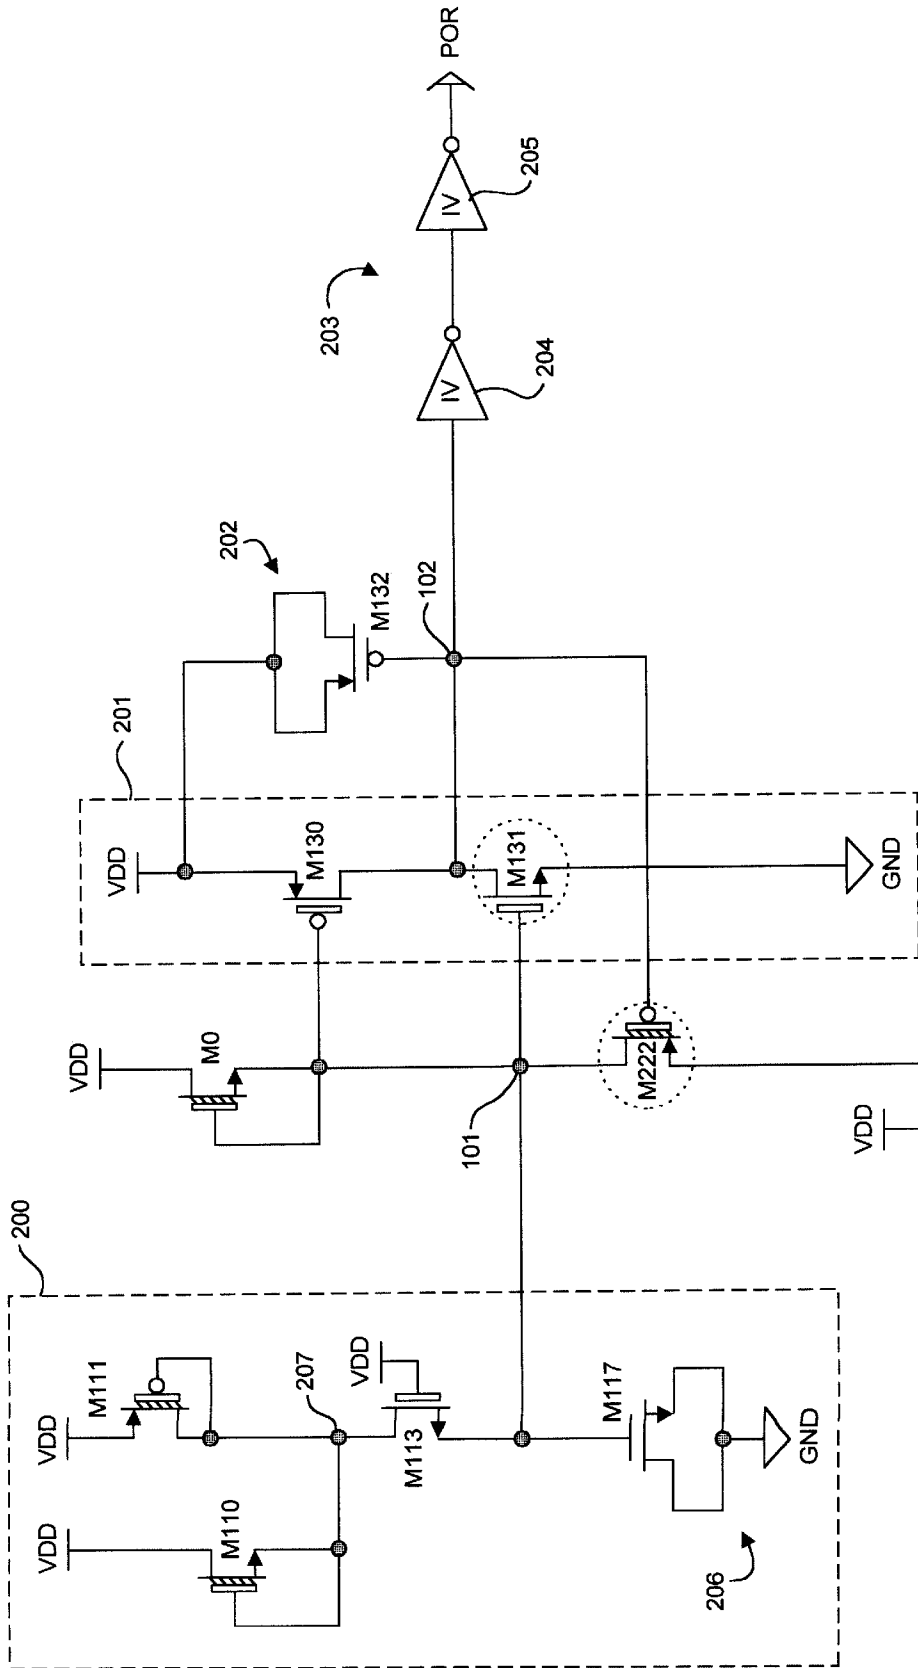 200
VDD
VDD
M111
M110
207
VDD
M113
M117
206
GND
VDD
M0
101
M222
VDD
201
VDD
M130
M131
GND
202
M132
102
203
IV
204
IV
205
POR